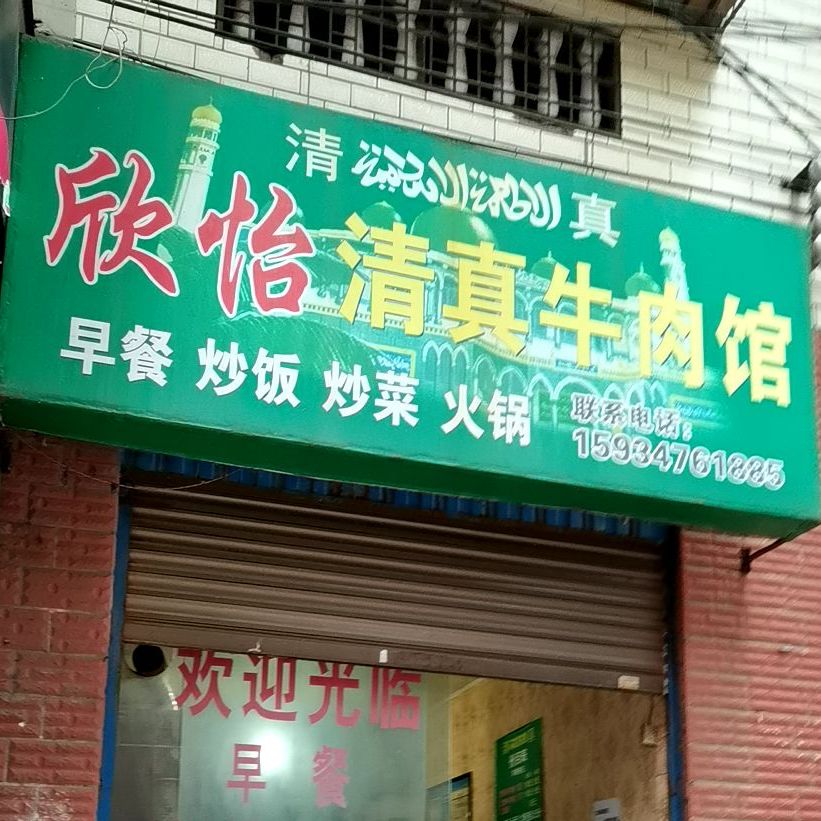 清 真
欣怡清真牛肉馆
早餐 炒饭 炒菜 火锅
联系电话：
15934761885
欢迎光临
早餐